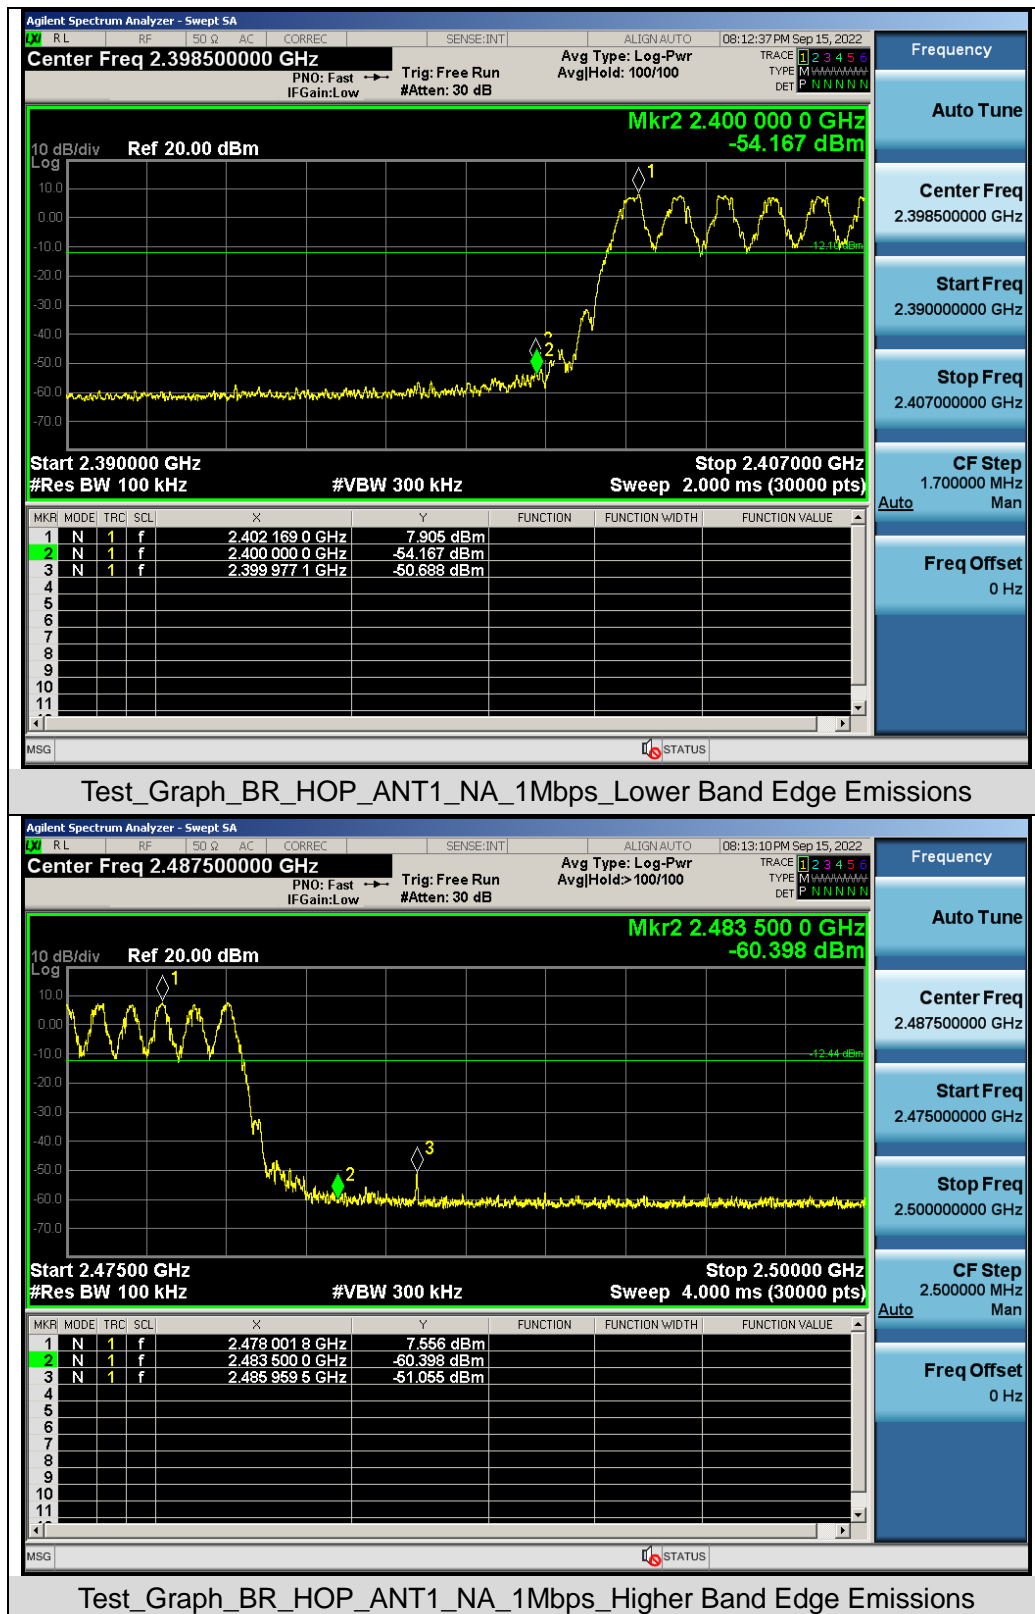 Agilent Spectrum Analyzer - Swept SA
LXI RL RF 50 Ω AC CORREC SENSE:INT ALIGN AUTO 08:12:37 PM Sep 15, 2022
Center Freq 2.398500000 GHz
PNO: Fast
IFGain:Low
Trig: Free Run
#Atten: 30 dB
Avg Type: Log-Pwr
Avg|Hold: 100/100
TRACE 1 2 3 4 5 6
TYPE M
DET P N N N N N
Mkr2 2.400 000 0 GHz
-54.167 dBm
10 dB/div Ref 20.00 dBm
Log
10.0
0.00
-10.0
-20.0
-30.0
-40.0
-50.0
-60.0
-70.0
1
2
Start 2.390000 GHz Stop 2.407000 GHz
#Res BW 100 kHz #VBW 300 kHz Sweep 2.000 ms (30000 pts)
MKR MODE TRC SCL X Y FUNCTION FUNCTION WIDTH FUNCTION VALUE
1 N 1 f 2.402 169 0 GHz 7.905 dBm
2 N 1 f 2.400 000 0 GHz -54.167 dBm
3 N 1 f 2.399 977 1 GHz -50.688 dBm
4
5
6
7
8
9
10
11
MSG STATUS
Frequency
Auto Tune
Center Freq
2.398500000 GHz
Start Freq
2.390000000 GHz
Stop Freq
2.407000000 GHz
CF Step
1.700000 MHz
Auto Man
Freq Offset
0 Hz
Test_Graph_BR_HOP_ANT1_NA_1Mbps_Lower Band Edge Emissions
Agilent Spectrum Analyzer - Swept SA
LXI RL RF 50 Ω AC CORREC SENSE:INT ALIGN AUTO 08:13:10 PM Sep 15, 2022
Center Freq 2.487500000 GHz
PNO: Fast
IFGain:Low
Trig: Free Run
#Atten: 30 dB
Avg Type: Log-Pwr
Avg|Hold:> 100/100
TRACE 1 2 3 4 5 6
TYPE M
DET P N N N N N
Mkr2 2.483 500 0 GHz
-60.398 dBm
10 dB/div Ref 20.00 dBm
Log
10.0
0.00
-10.0
-20.0
-30.0
-40.0
-50.0
-60.0
-70.0
1
-12.44 dBm
3
2
Start 2.47500 GHz Stop 2.50000 GHz
#Res BW 100 kHz #VBW 300 kHz Sweep 4.000 ms (30000 pts)
MKR MODE TRC SCL X Y FUNCTION FUNCTION WIDTH FUNCTION VALUE
1 N 1 f 2.478 001 8 GHz 7.556 dBm
2 N 1 f 2.483 500 0 GHz -60.398 dBm
3 N 1 f 2.485 959 5 GHz -51.055 dBm
4
5
6
7
8
9
10
11
MSG STATUS
Frequency
Auto Tune
Center Freq
2.487500000 GHz
Start Freq
2.475000000 GHz
Stop Freq
2.500000000 GHz
CF Step
2.500000 MHz
Auto Man
Freq Offset
0 Hz
Test_Graph_BR_HOP_ANT1_NA_1Mbps_Higher Band Edge Emissions